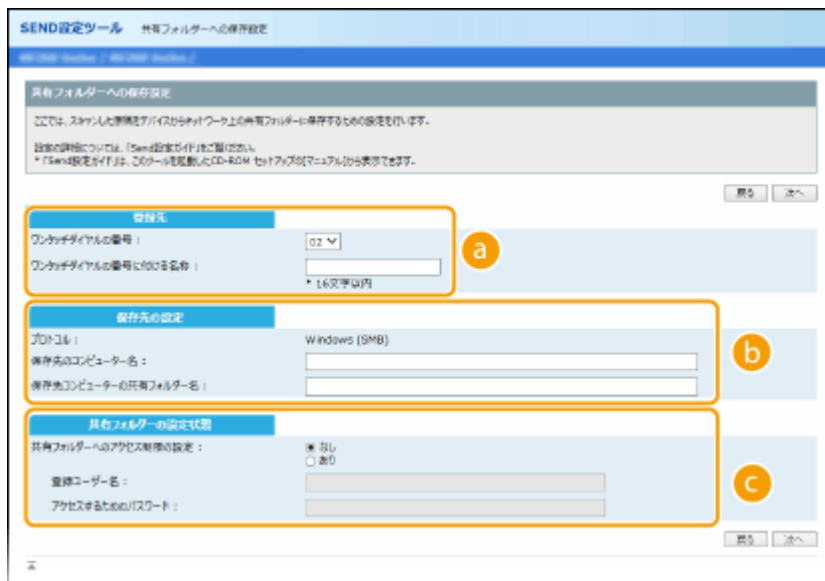 SEND設定ツール 共有フォルダーへの保存設定
共有フォルダーへの保存設定
ここでは、スキャンした原稿をデバイスからネットワーク上の共有フォルダーに保存するための設定を行います。
設定の詳細については、「Send設定ガイド」をご覧ください。
* 「Send設定ガイド」は、このツールを起動したCD-ROM セットアップの[マニュアル]から表示できます。
戻る 次へ
登録先
ワンタッチダイヤルの番号: 02
ワンタッチダイヤルの番号に付ける名称:
* 16文字以内
a
保存先の設定
プロトコル: Windows (SMB)
保存先のコンピューター名:
保存先コンピューターの共有フォルダー名:
b
共有フォルダーの設定状態
共有フォルダーへのアクセス制限の設定: なし
あり
登録ユーザー名:
アクセスするためのパスワード:
c
戻る 次へ